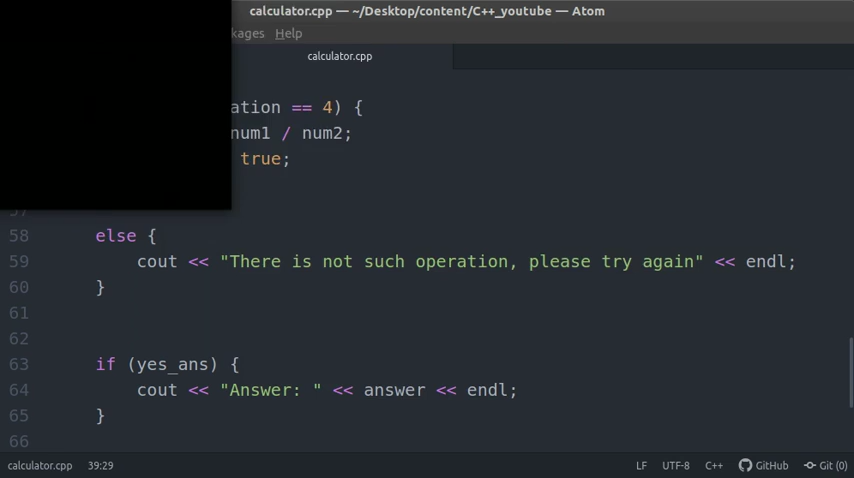 calculator.cpp — ~/Desktop/content/C++_youtube — Atom
kages Help
calculator.cpp
ation == 4) {
num1 / num2;
true;
58 else {
59 cout << "There is not such operation, please try again" << endl;
60 }
61
62
63 if (yes_ans) {
64 cout << "Answer: " << answer << endl;
65 }
66
calculator.cpp 39:29 LF UTF-8 C++ GitHub Git (0)